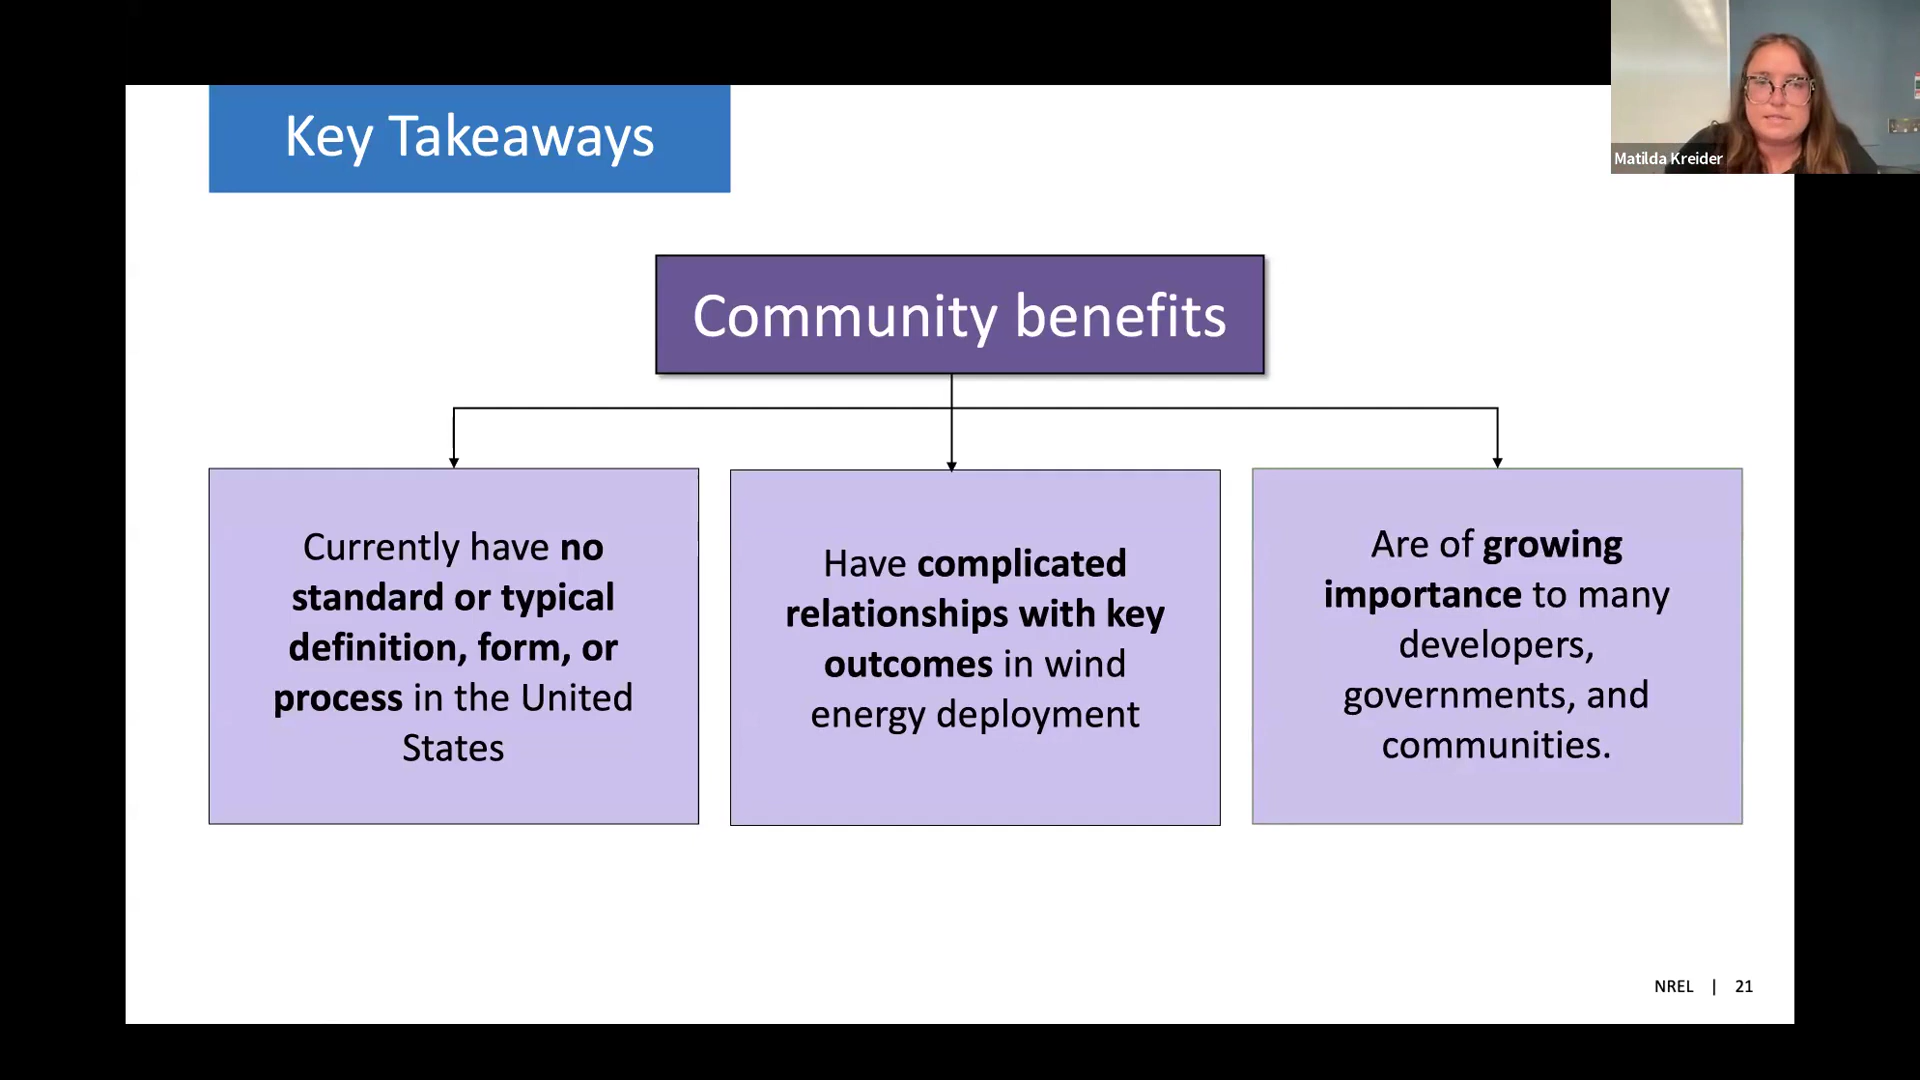 Key Takeaways
Matilda Kreider
Community benefits
Currently have no
standard or typical
definition, form, or
process in the United
States
Have complicated
relationships with key
outcomes in wind
energy deployment
Are of growing
importance to many
developers,
governments, and
communities.
NREL | 21